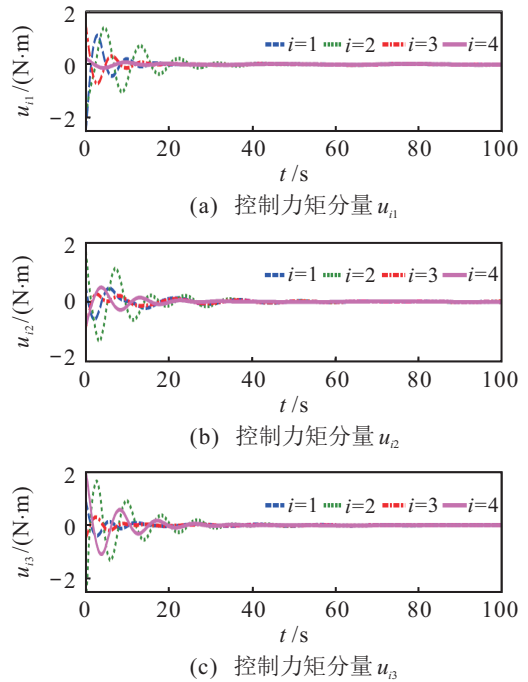 2
i=1 i=2 i=3 i=4
0
−2
u_{i1}/(N·m)
0 20 40 60 80 100
t/s
(a) 控制力矩分量 u_{i1}
2
i=1 i=2 i=3 i=4
0
−2
u_{i2}/(N·m)
0 20 40 60 80 100
t/s
(b) 控制力矩分量 u_{i2}
2
i=1 i=2 i=3 i=4
0
−2
u_{i3}/(N·m)
0 20 40 60 80 100
t/s
(c) 控制力矩分量 u_{i3}